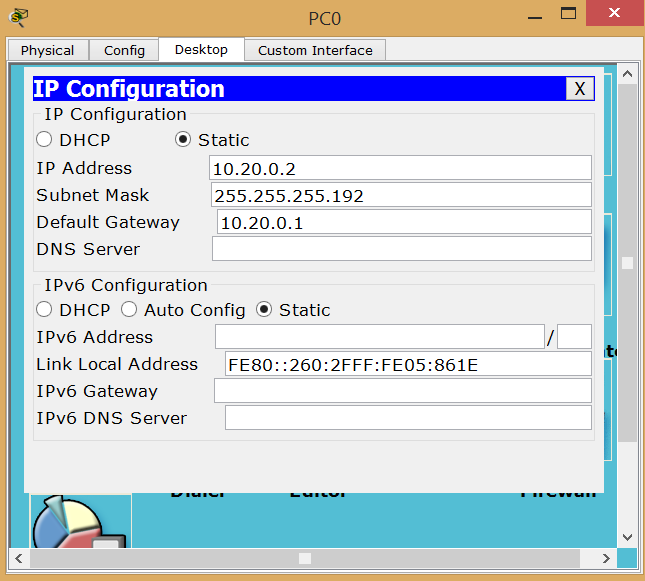 PC0
Physical Config Desktop Custom Interface
IP Configuration X
IP Configuration
DHCP Static
IP Address 10.20.0.2
Subnet Mask 255.255.255.192
Default Gateway 10.20.0.1
DNS Server
IPv6 Configuration
DHCP Auto Config Static
IPv6 Address /
Link Local Address FE80::260:2FFF:FE05:861E
IPv6 Gateway
IPv6 DNS Server
Dialer Editor Firewall